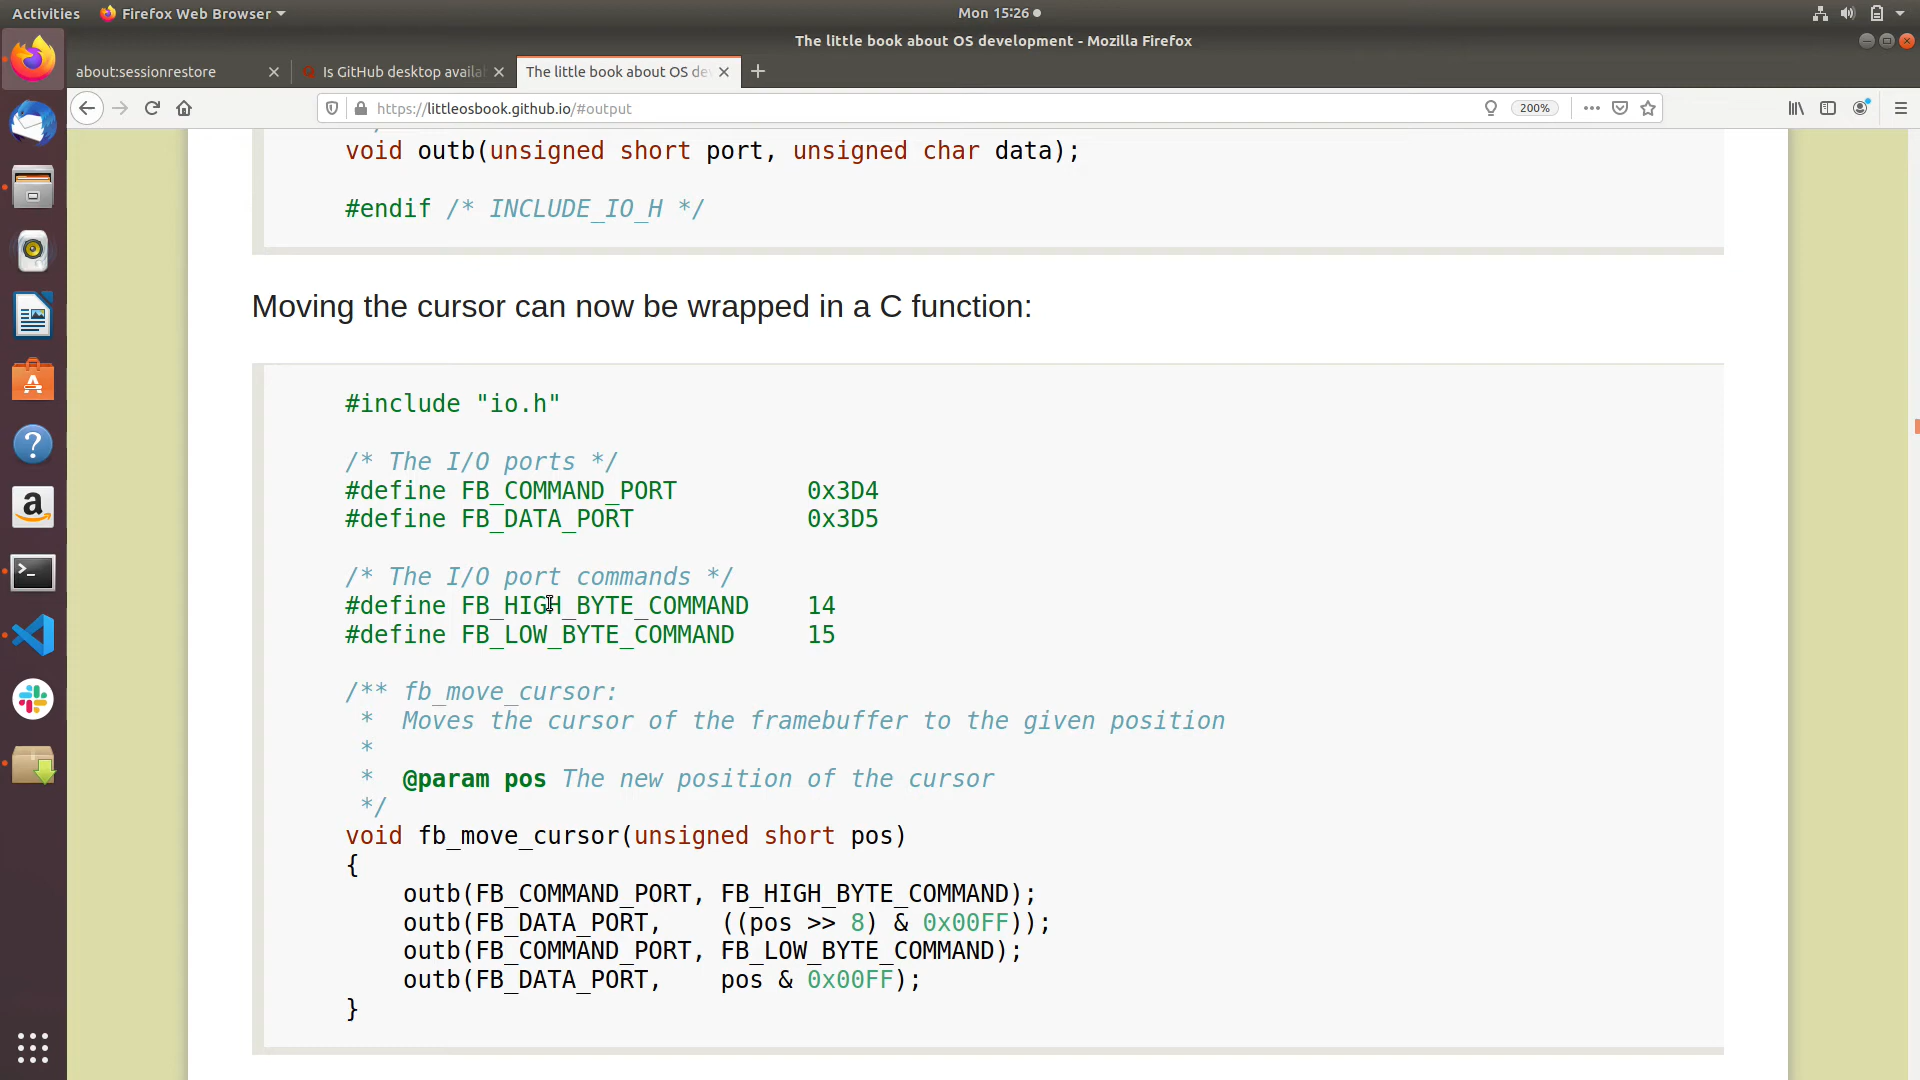 Activities Firefox Web Browser Mon 15:26
The little book about OS development - Mozilla Firefox
about:sessionrestore Is GitHub desktop availa The little book about OS de
https://littleosbook.github.io/#output 200%
void outb(unsigned short port, unsigned char data);
#endif /* INCLUDE_IO_H */
Moving the cursor can now be wrapped in a C function:
#include "io.h"
/* The I/O ports */
#define FB_COMMAND_PORT 0x3D4
#define FB_DATA_PORT 0x3D5
/* The I/O port commands */
#define FB_HIGH_BYTE_COMMAND 14
#define FB_LOW_BYTE_COMMAND 15
/** fb_move_cursor:
* Moves the cursor of the framebuffer to the given position
*
* @param pos The new position of the cursor
*/
void fb_move_cursor(unsigned short pos)
{
outb(FB_COMMAND_PORT, FB_HIGH_BYTE_COMMAND);
outb(FB_DATA_PORT, ((pos >> 8) & 0x00FF));
outb(FB_COMMAND_PORT, FB_LOW_BYTE_COMMAND);
outb(FB_DATA_PORT, pos & 0x00FF);
}